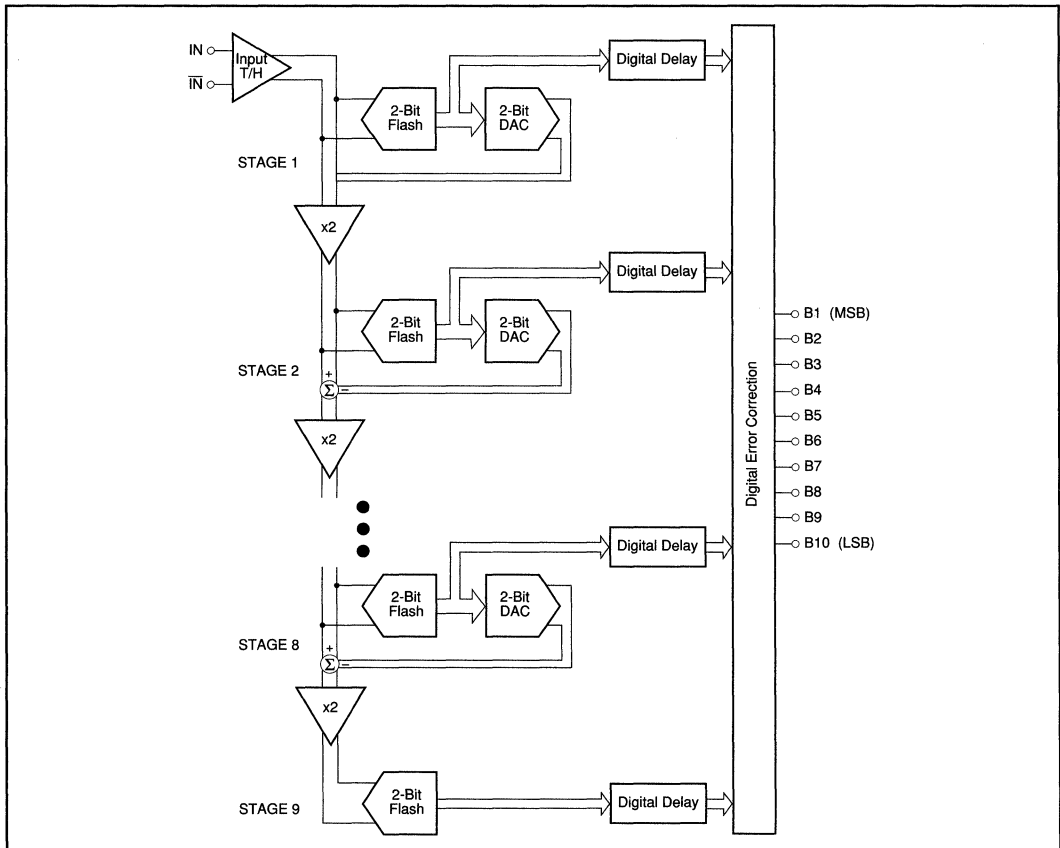 IN
Input
T/H
IN
2-Bit
Flash
2-Bit
DAC
Digital Delay
STAGE 1
x2
2-Bit
Flash
2-Bit
DAC
Digital Delay
STAGE 2
+
Σ
−
x2
2-Bit
Flash
2-Bit
DAC
Digital Delay
STAGE 8
+
Σ
−
x2
STAGE 9
2-Bit
Flash
Digital Delay
Digital Error Correction
B1 (MSB)
B2
B3
B4
B5
B6
B7
B8
B9
B10 (LSB)